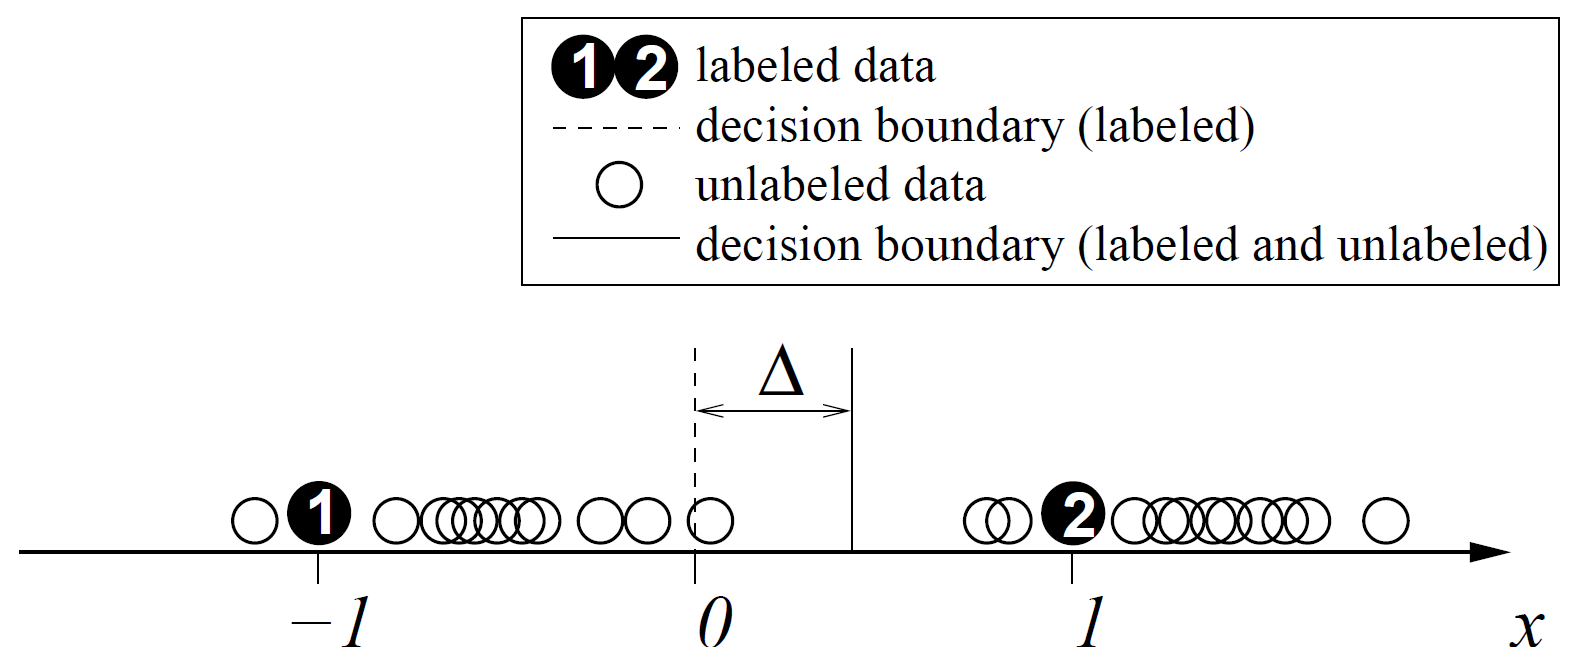 1 2 labeled data
decision boundary (labeled)
unlabeled data
decision boundary (labeled and unlabeled)
Δ
1 2
−1 0 1 x